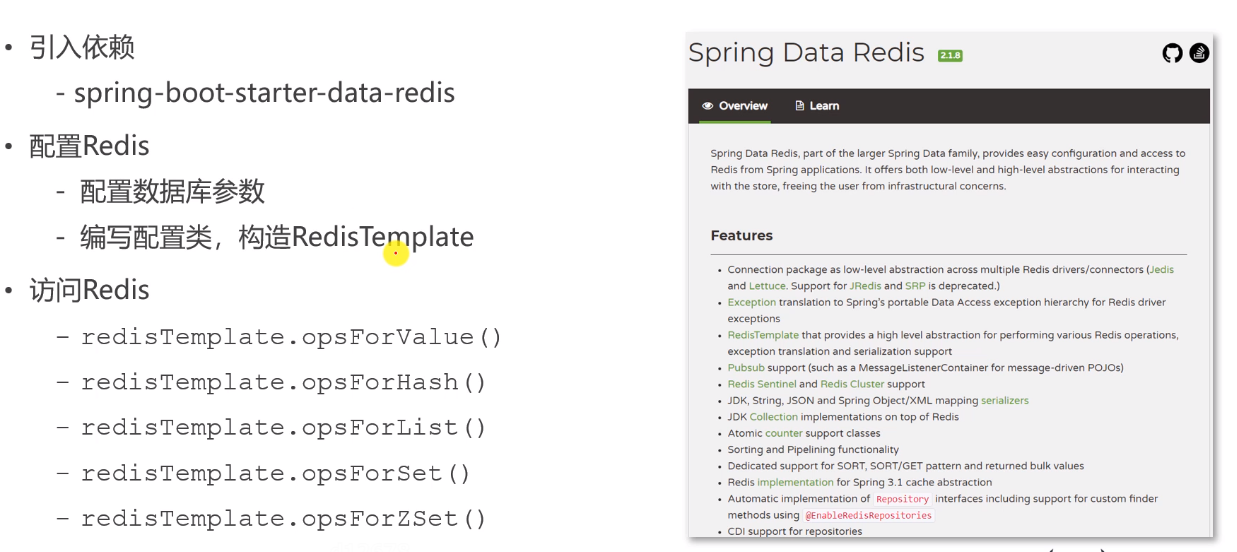 • 引入依赖
- spring-boot-starter-data-redis
• 配置Redis
- 配置数据库参数
- 编写配置类，构造RedisTemplate
• 访问Redis
– redisTemplate.opsForValue()
– redisTemplate.opsForHash()
– redisTemplate.opsForList()
– redisTemplate.opsForSet()
– redisTemplate.opsForZSet()
Spring Data Redis 2.1.8
Overview Learn
Spring Data Redis, part of the larger Spring Data family, provides easy configuration and access to
Redis from Spring applications. It offers both low-level and high-level abstractions for interacting
with the store, freeing the user from infrastructural concerns.
Features
• Connection package as low-level abstraction across multiple Redis drivers/connectors (Jedis
and Lettuce. Support for JRedis and SRP is deprecated.)
• Exception translation to Spring's portable Data Access exception hierarchy for Redis driver
exceptions
• RedisTemplate that provides a high level abstraction for performing various Redis operations,
exception translation and serialization support
• Pubsub support (such as a MessageListenerContainer for message-driven POJOs)
• Redis Sentinel and Redis Cluster support
• JDK, String, JSON and Spring Object/XML mapping serializers
• JDK Collection implementations on top of Redis
• Atomic counter support classes
• Sorting and Pipelining functionality
• Dedicated support for SORT, SORT/GET pattern and returned bulk values
• Redis implementation for Spring 3.1 cache abstraction
• Automatic implementation of Repository interfaces including support for custom finder
methods using @EnableRedisRepositories
• CDI support for repositories